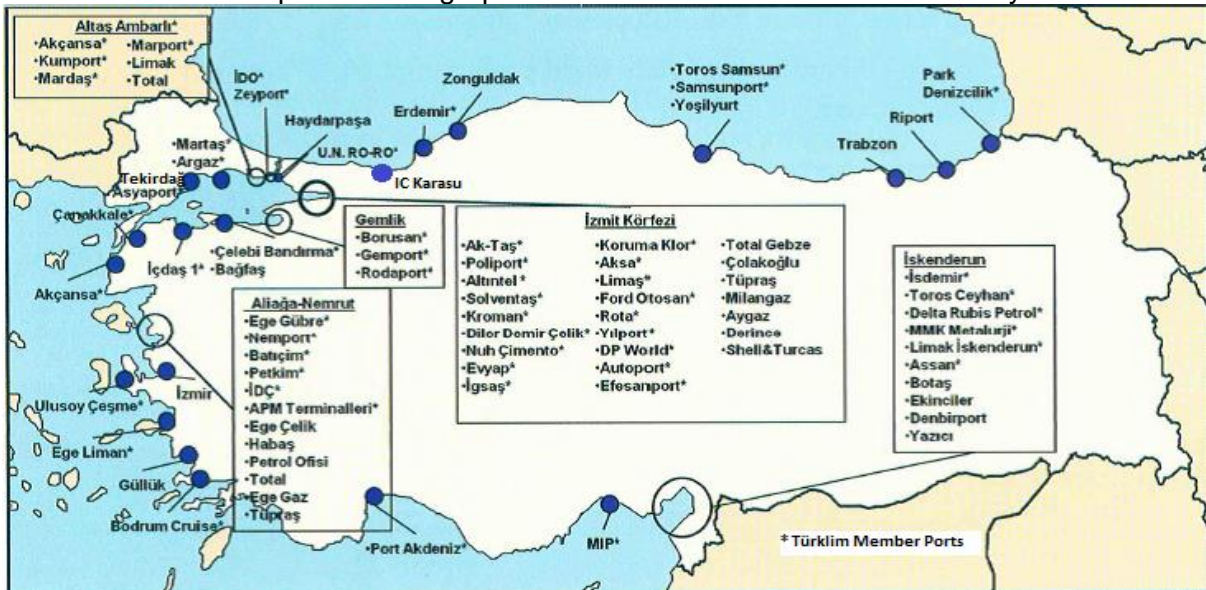 Altaş Ambarlı*
•Akçansa* •Marport*
•Kumport* •Limak
•Mardaş* •Total
İDO*
Zeyport*
Haydarpaşa
U.N. RO-RO*
Erdemir*
Zonguldak
IC Karasu
•Toros Samsun*
•Samsunport*
•Yeşilyurt
Trabzon
Riport
Park
Denizcilik*
•Martaş*
•Argaz*
Tekirdağ
Asyaport*
Çanakkale*
İçdaş 1*
Akçansa*
•Çelebi Bandırma*
•Bağfaş
Gemlik
•Borusan*
•Gemport*
•Rodaport*
İzmit Körfezi
•Ak-Taş* •Koruma Klor* •Total Gebze
•Poliport* •Aksa* •Çolakoğlu
•Altıntel* •Limaş* •Tüpraş
•Solventaş* •Ford Otosan* •Milangaz
•Kroman* •Rota* •Aygaz
•Diler Demir Çelik* •Yılport* •Derince
•Nuh Çimento* •DP World* •Shell&Turcas
•Evyap* •Autoport*
•İgsaş* •Efesanport*
İskenderun
•İsdemir*
•Toros Ceyhan*
•Delta Rubis Petrol*
•MMK Metalurji*
•Limak İskenderun*
•Assan*
•Botaş
•Ekinciler
•Denbirport
•Yazıcı
Aliağa-Nemrut
•Ege Gübre*
•Nemport*
•Batıçim*
•Petkim*
•İDÇ*
•APM Terminalleri*
•Ege Çelik
•Habaş
•Petrol Ofisi
•Total
•Ege Gaz
•Tüpraş
İzmir
Ulusoy Çeşme*
Ege Liman*
Güllük
Bodrum Cruise*
•Port Akdeniz*
MIP*
* Türklim Member Ports